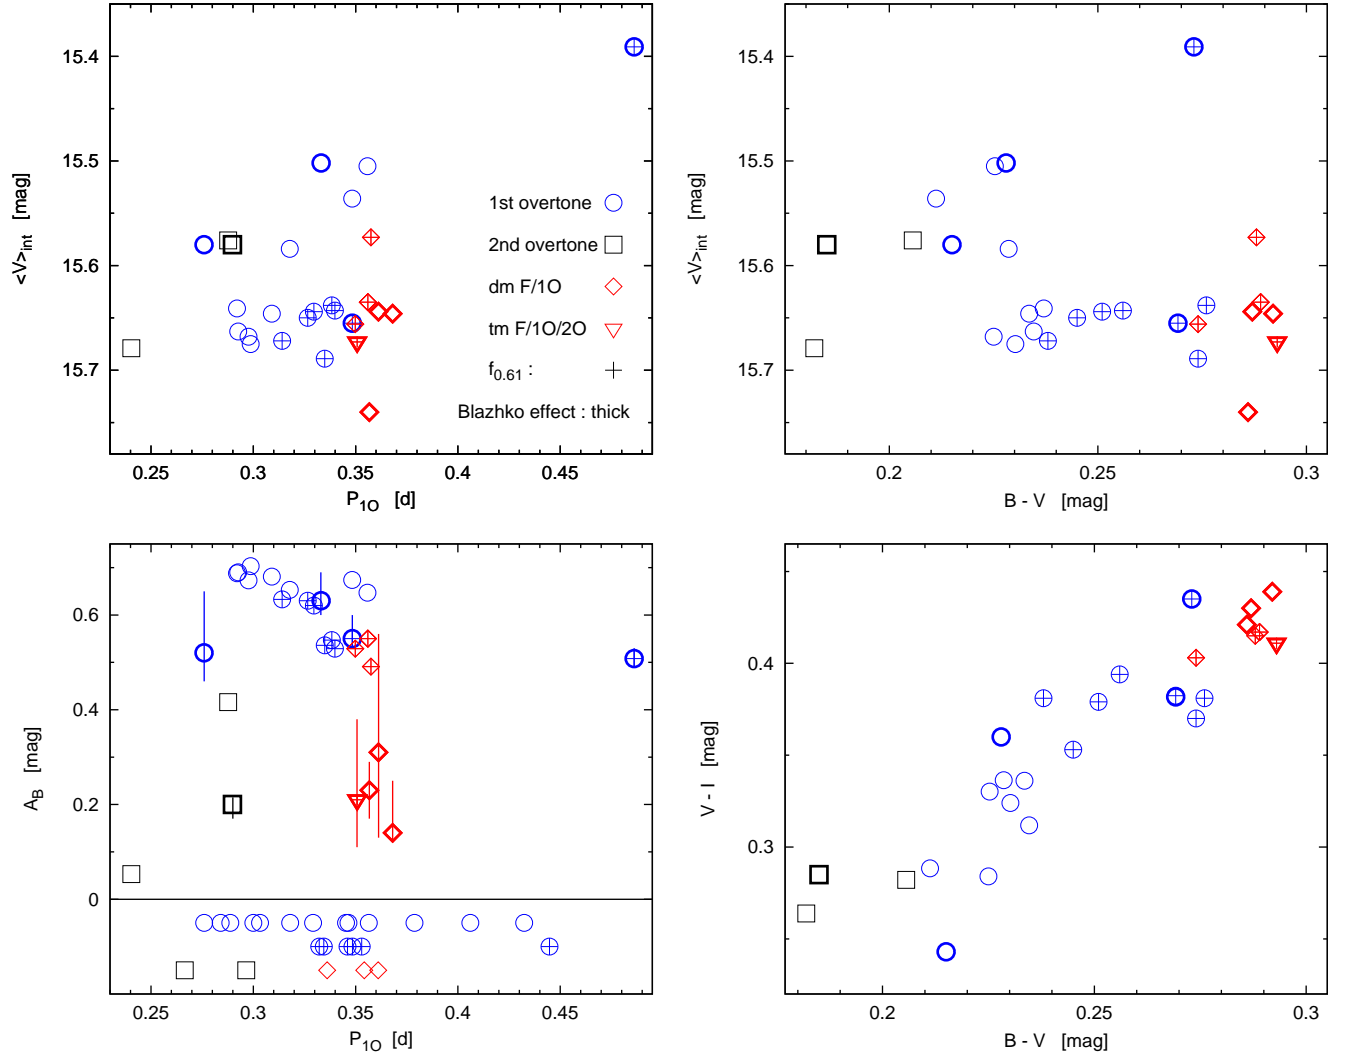 15.4
15.5
15.6
15.7
<V>int [mag]
0.25
0.3
0.35
0.4
0.45
P1O [d]
1st overtone
2nd overtone
dm F/1O
tm F/1O/2O
f0.61 :
Blazhko effect : thick
15.4
15.5
15.6
15.7
<V>int [mag]
0.2
0.25
0.3
B - V [mag]
0.6
0.4
0.2
0
AB [mag]
0.25
0.3
0.35
0.4
0.45
P1O [d]
0.4
0.3
V - I [mag]
0.2
0.25
0.3
B - V [mag]